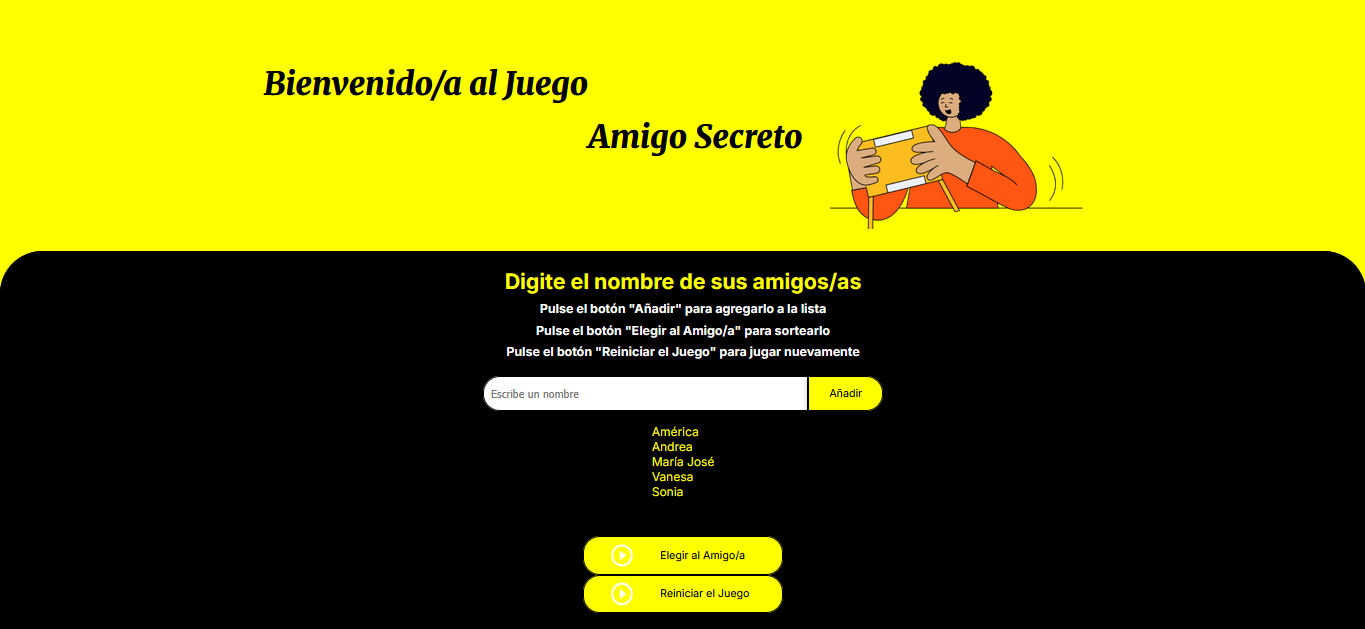 Bienvenido/a al Juego
Amigo Secreto
Digite el nombre de sus amigos/as
Pulse el botón "Añadir" para agregarlo a la lista
Pulse el botón "Elegir al Amigo/a" para sortearlo
Pulse el botón "Reiniciar el Juego" para jugar nuevamente
Escribe un nombre
Añadir
América
Andrea
María José
Vanesa
Sonia
Elegir al Amigo/a
Reiniciar el Juego